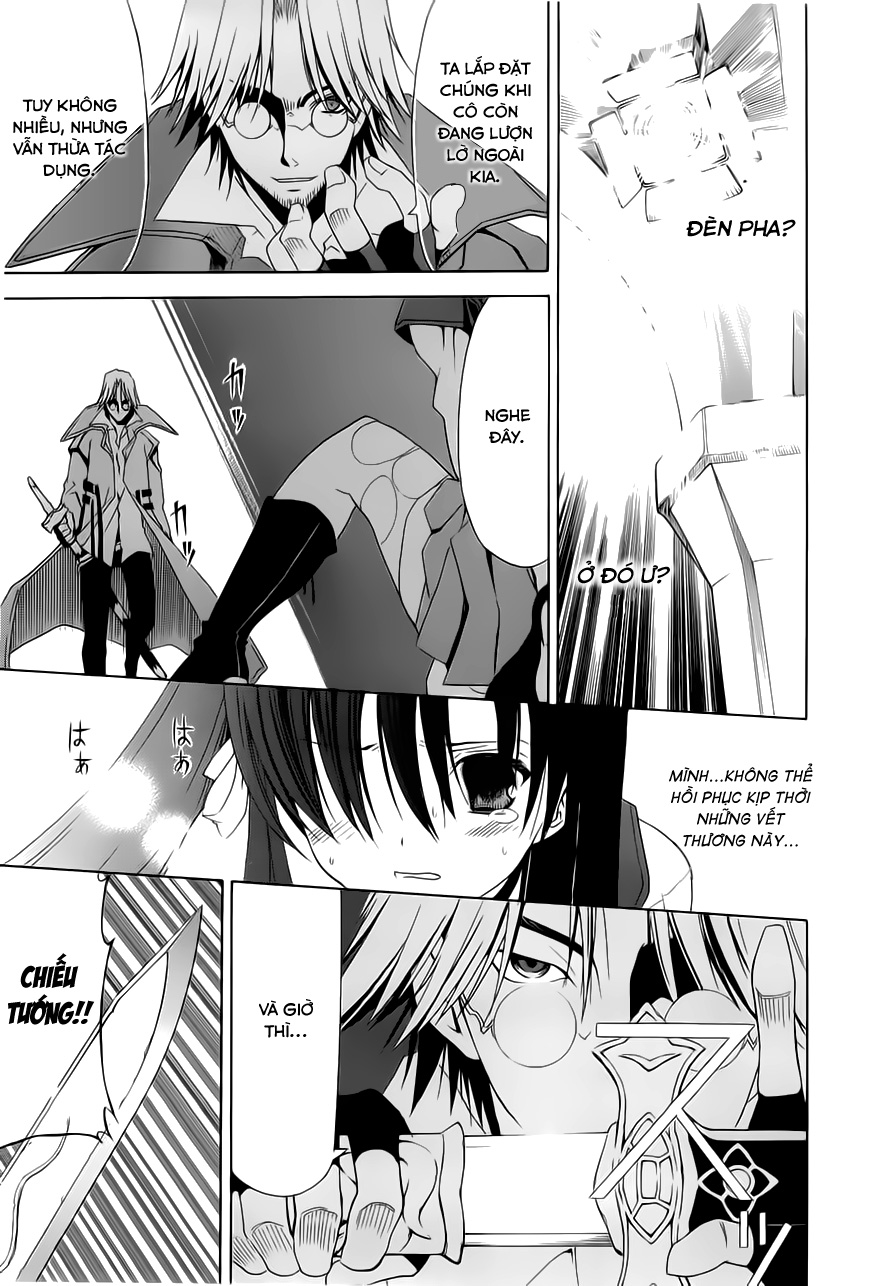 ĐÈN PHA?
Ở ĐÓ Ư?
TA LẮP ĐẶT
CHÚNG KHI
CÔ CÒN
ĐANG LƯỢN
LỜ NGOÀI
KIA.
TUY KHÔNG
NHIỀU, NHƯNG
VẪN THỪA TÁC
DỤNG.
NGHE
ĐÂY.
カッ
カッ
MÌNH...KHÔNG THỂ
HỒI PHỤC KỊP THỜI
NHỮNG VẾT
THƯƠNG NÀY...
はぁ
はぁ
VÀ GIỜ
THÌ...
CHIẾU
TƯỚNG!!